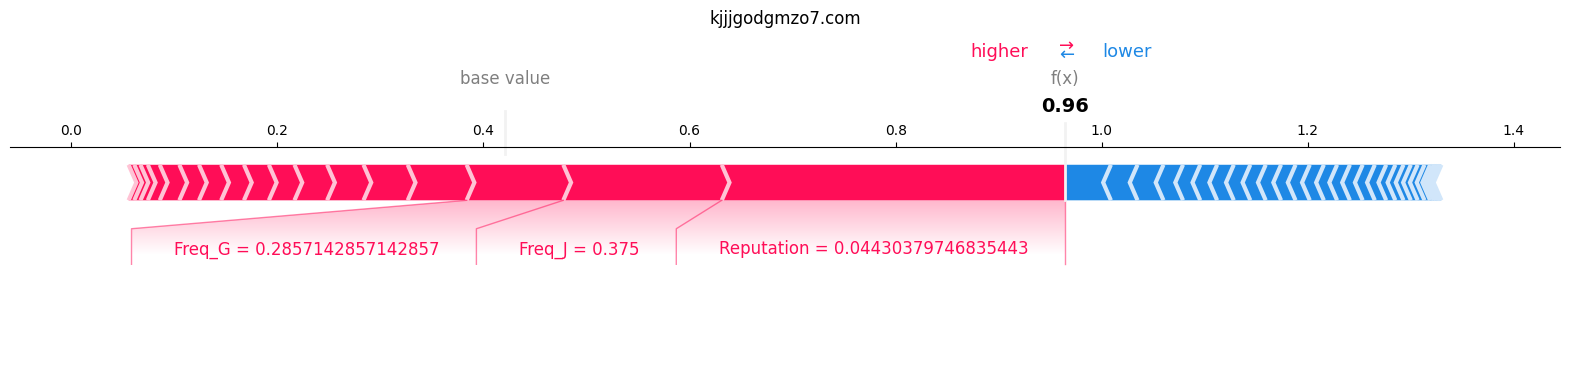 kjjjgodgmzo7.com
higher → ← lower
base value f(x)
0.96
0.0 0.2 0.4 0.6 0.8 1.0 1.2 1.4
Freq_G = 0.2857142857142857 Freq_J = 0.375 Reputation = 0.04430379746835443